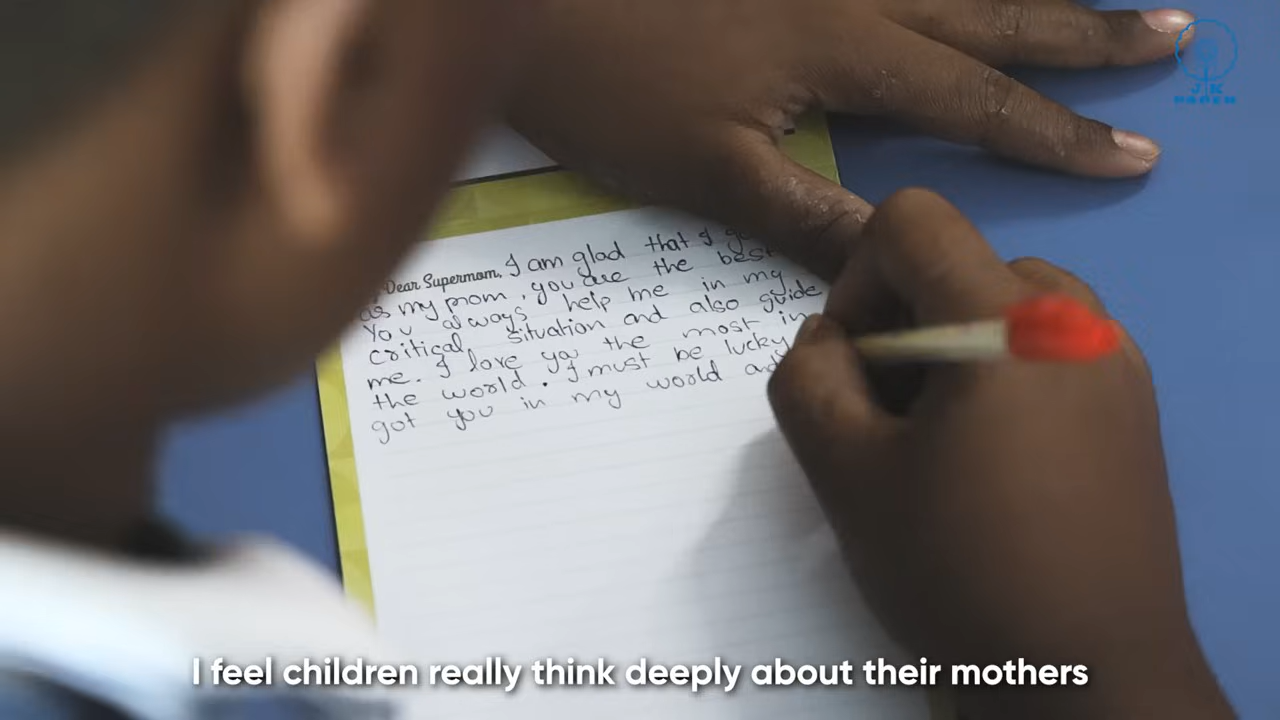 JK
PAPER
Dear Supermom, I am glad that I
as my mom, you are the best
You always help me in my
critical situation and also guide
me. I love you the most in
the world. I must be lucky
got you in my world and
I feel children really think deeply about their mothers